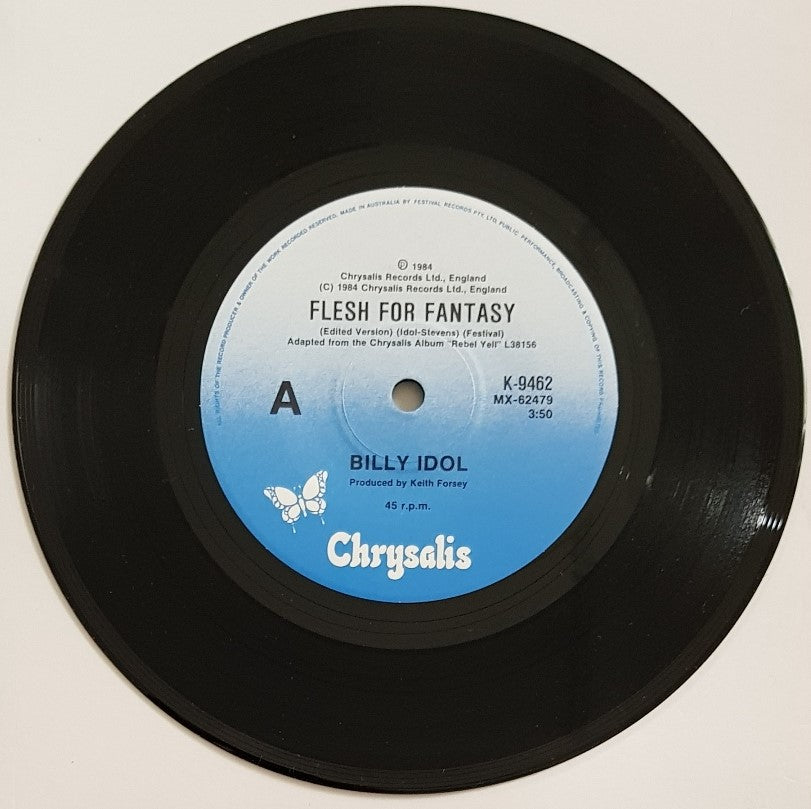 ALL RIGHTS OF THE RECORD PRODUCER & OWNER OF THE WORK RECORDED RESERVED. MADE IN AUSTRALIA BY FESTIVAL RECORDS PTY. LTD. PUBLIC PERFORMANCE, BROADCASTING & COPYING OF THIS RECORD
℗ 1984
Chrysalis Records Ltd., England
(C) 1984 Chrysalis Records Ltd., England
FLESH FOR FANTASY
(Edited Version) (Idol-Stevens) (Festival)
Adapted from the Chrysalis Album "Rebel Yell" L38156
A
K-9462
MX-62479
3:50
BILLY IDOL
Produced by Keith Forsey
45 r.p.m.
Chrysalis